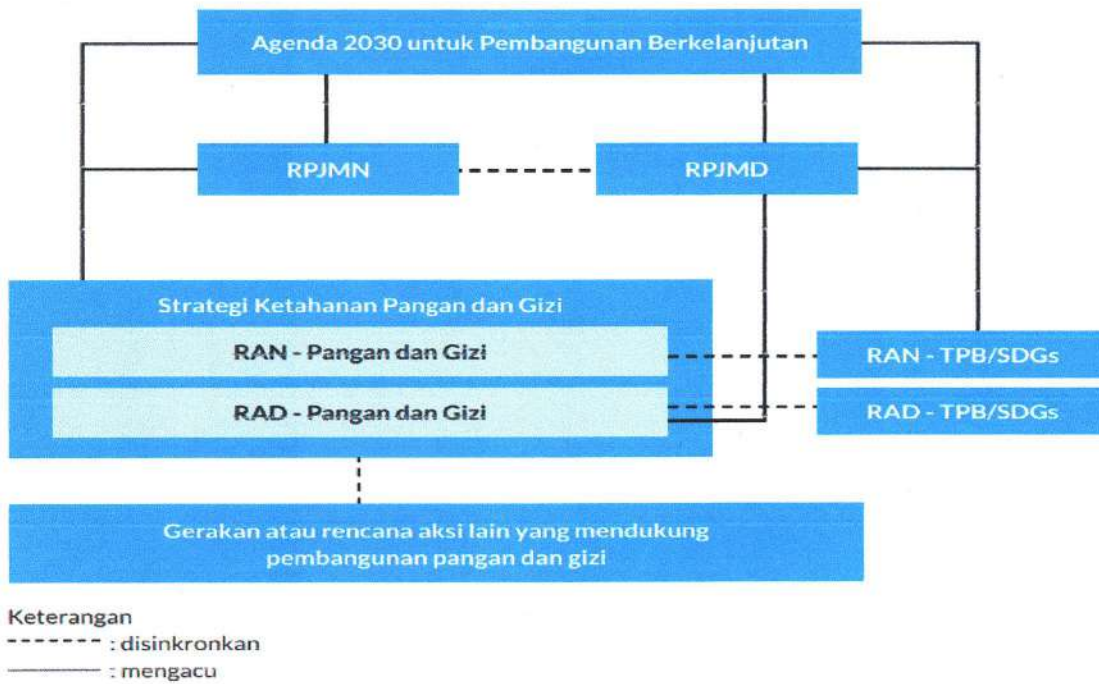 Agenda 2030 untuk Pembangunan Berkelanjutan
RPJMN
RPJMD
Strategi Ketahanan Pangan dan Gizi
RAN - Pangan dan Gizi
RAN - TPB/SDGs
RAD - Pangan dan Gizi
RAD - TPB/SDGs
Gerakan atau rencana aksi lain yang mendukung
pembangunan pangan dan gizi
Keterangan
: disinkronkan
: mengacu